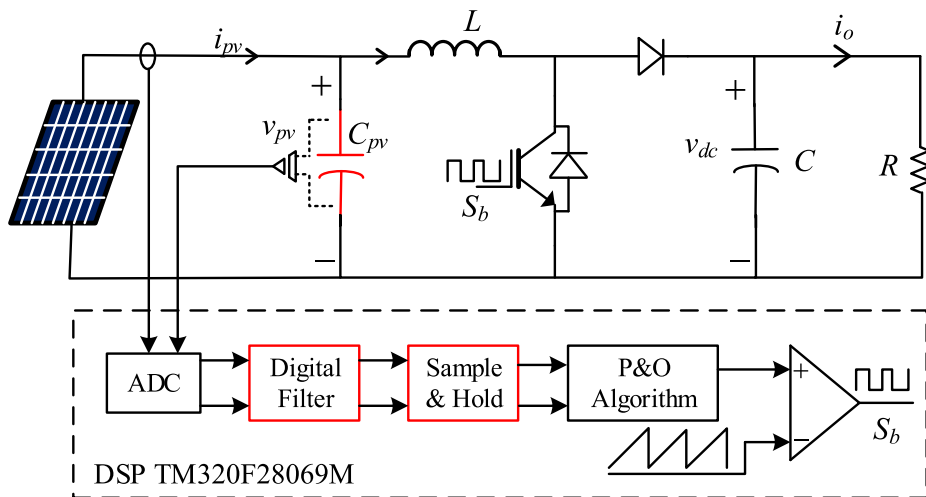 i_pv
L
i_o
+
+
v_pv
C_pv
v_dc
C
R
S_b
−
−
ADC
Digital
Filter
Sample
& Hold
P&O
Algorithm
+
−
S_b
DSP TM320F28069M